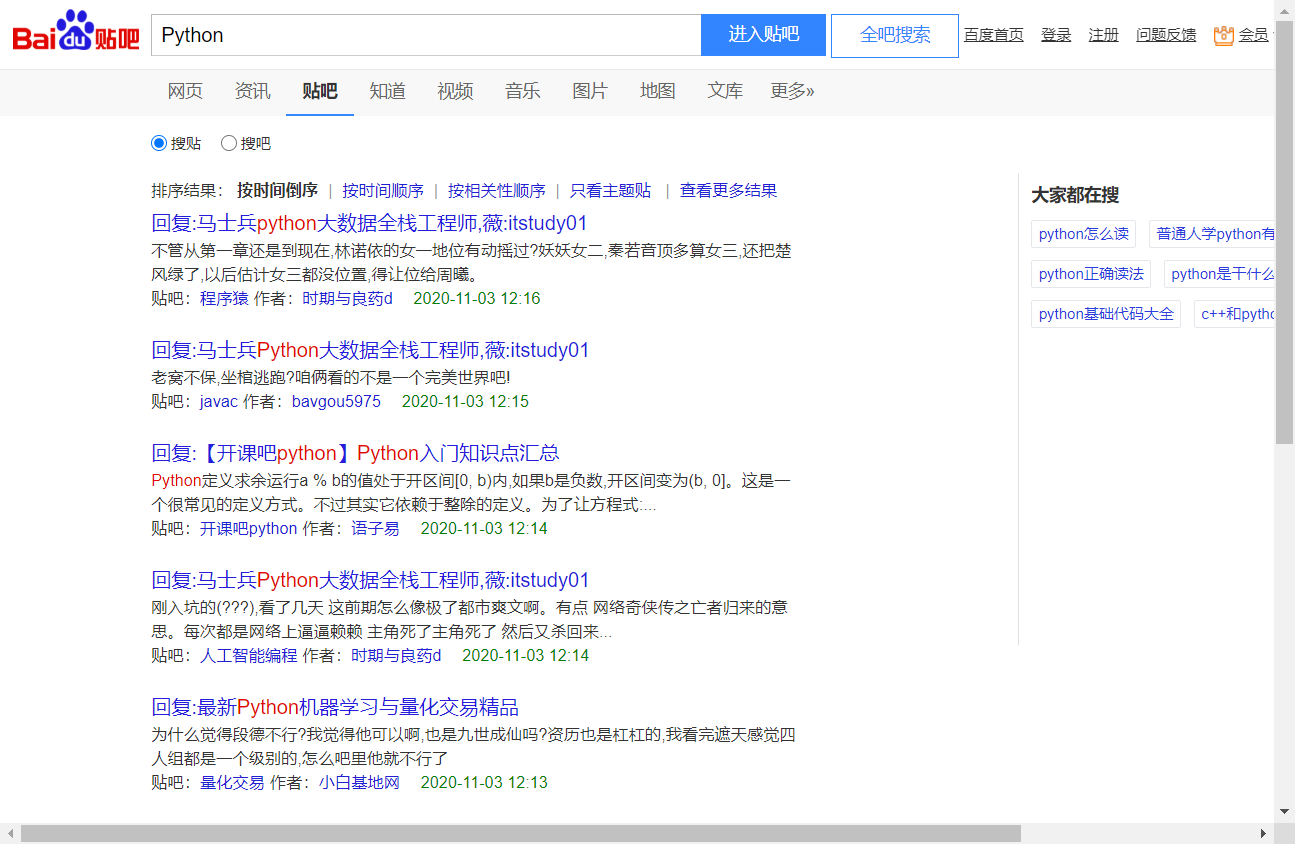 Bai du 贴吧 Python 进入贴吧 全吧搜索 百度首页 登录 注册 问题反馈 会员
网页 资讯 贴吧 知道 视频 音乐 图片 地图 文库 更多»
搜贴 搜吧
排序结果： 按时间倒序 | 按时间顺序 | 按相关性顺序 | 只看主题贴 | 查看更多结果
回复:马士兵python大数据全栈工程师,薇:itstudy01
不管从第一章还是到现在,林诺依的女一地位有动摇过?妖妖女二,秦若音顶多算女三,还把楚
风绿了,以后估计女三都没位置,得让位给周曦。
贴吧：程序猿 作者：时期与良药d 2020-11-03 12:16
回复:马士兵Python大数据全栈工程师,薇:itstudy01
老窝不保,坐棺逃跑?咱俩看的不是一个完美世界吧!
贴吧：javac 作者：bavgou5975 2020-11-03 12:15
回复:【开课吧python】Python入门知识点汇总
Python定义求余运行a % b的值处于开区间[0, b)内,如果b是负数,开区间变为(b, 0]。这是一
个很常见的定义方式。不过其实它依赖于整除的定义。为了让方程式:...
贴吧：开课吧python 作者：语子易 2020-11-03 12:14
回复:马士兵Python大数据全栈工程师,薇:itstudy01
刚入坑的(???),看了几天 这前期怎么像极了都市爽文啊。有点 网络奇侠传之亡者归来的意
思。每次都是网络上逼逼赖赖 主角死了主角死了 然后又杀回来...
贴吧：人工智能编程 作者：时期与良药d 2020-11-03 12:14
回复:最新Python机器学习与量化交易精品
为什么觉得段德不行?我觉得他可以啊,也是九世成仙吗?资历也是杠杠的,我看完遮天感觉四
人组都是一个级别的,怎么吧里他就不行了
贴吧：量化交易 作者：小白基地网 2020-11-03 12:13
大家都在搜
python怎么读 普通人学python有
python正确读法 python是干什么
python基础代码大全 c++和pytho